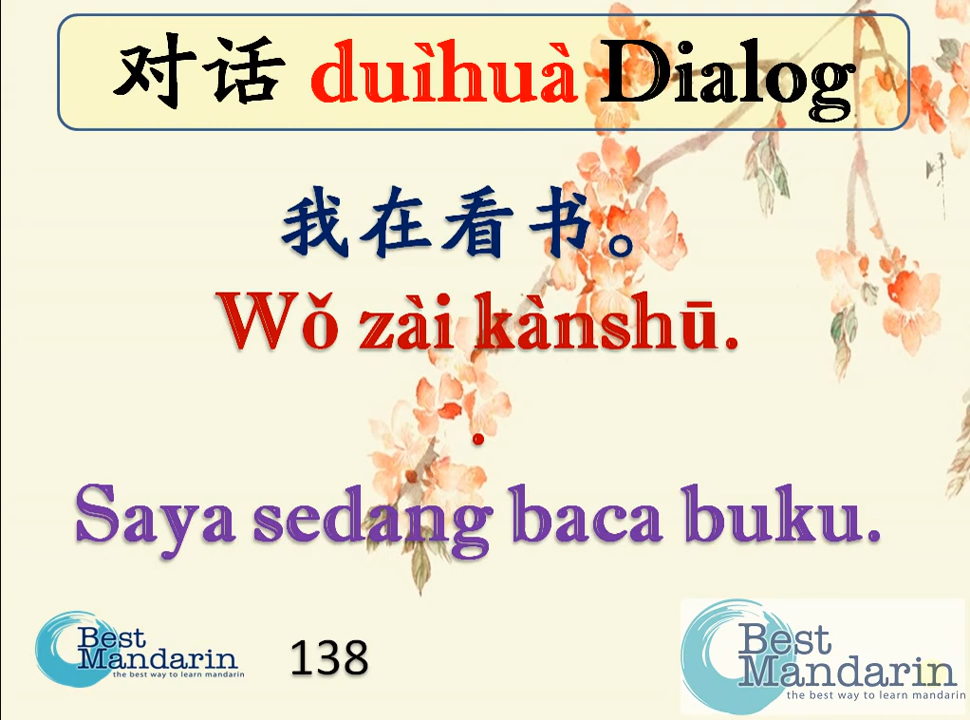 对话 duìhuà Dialog
我在看书。
Wǒ zài kànshū.
.
Saya sedang baca buku.
Best
Mandarin
the best way to learn mandarin
138
Best
Mandarin
the best way to learn mandarin